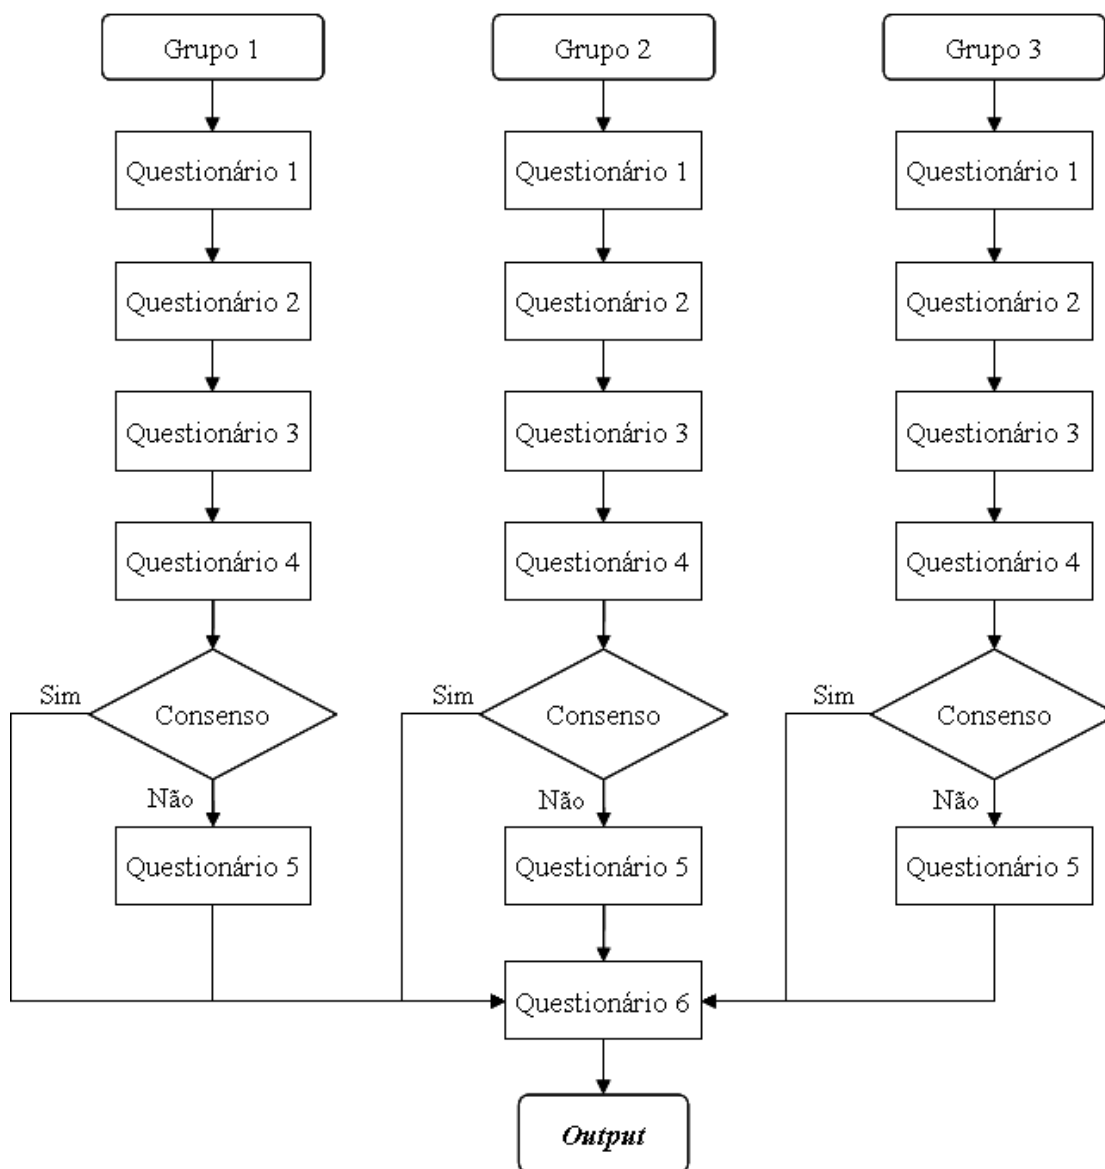 Grupo 1
Grupo 2
Grupo 3
Questionário 1
Questionário 1
Questionário 1
Questionário 2
Questionário 2
Questionário 2
Questionário 3
Questionário 3
Questionário 3
Questionário 4
Questionário 4
Questionário 4
Sim
Consenso
Sim
Consenso
Sim
Consenso
Não
Não
Não
Questionário 5
Questionário 5
Questionário 5
Questionário 6
Output